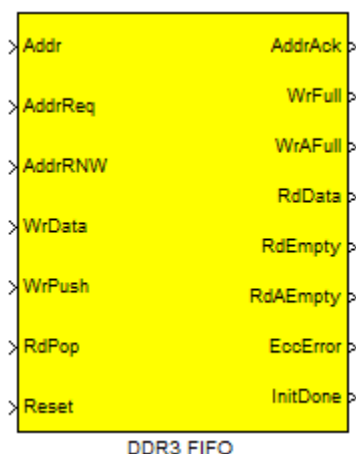 Addr
AddrReq
AddrRNW
WrData
WrPush
RdPop
Reset
AddrAck
WrFull
WrAFull
RdData
RdEmpty
RdAEmpty
EccError
InitDone
DDR3 FIFO